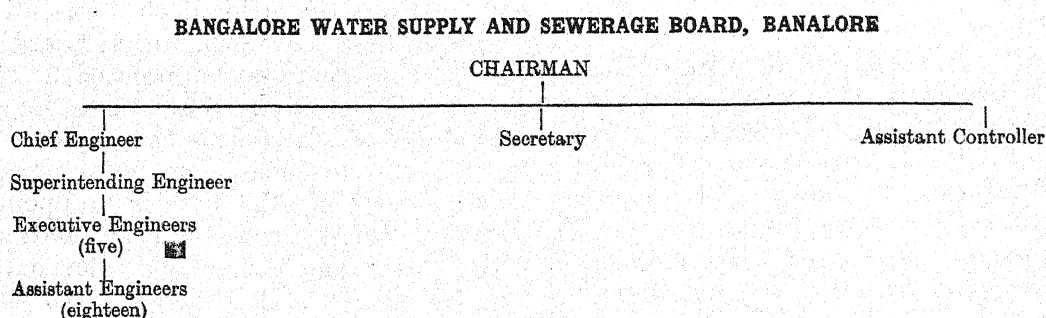 BANGALORE WATER SUPPLY AND SEWERAGE BOARD, BANALORE
CHAIRMAN
Chief Engineer
Secretary
Assistant Controller
Superintending Engineer
Executive Engineers
(five)
Assistant Engineers
(eighteen)